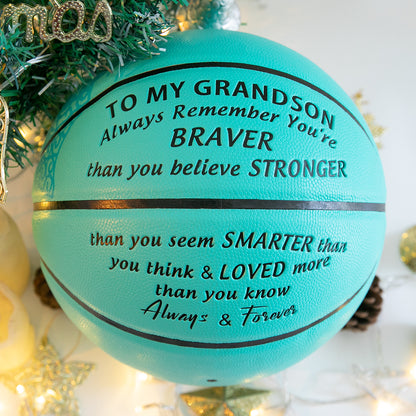 mas
TO MY GRANDSON
Always Remember You're
BRAVER
than you believe STRONGER
than you seem SMARTER than
you think & LOVED more
than you know
Always & Forever